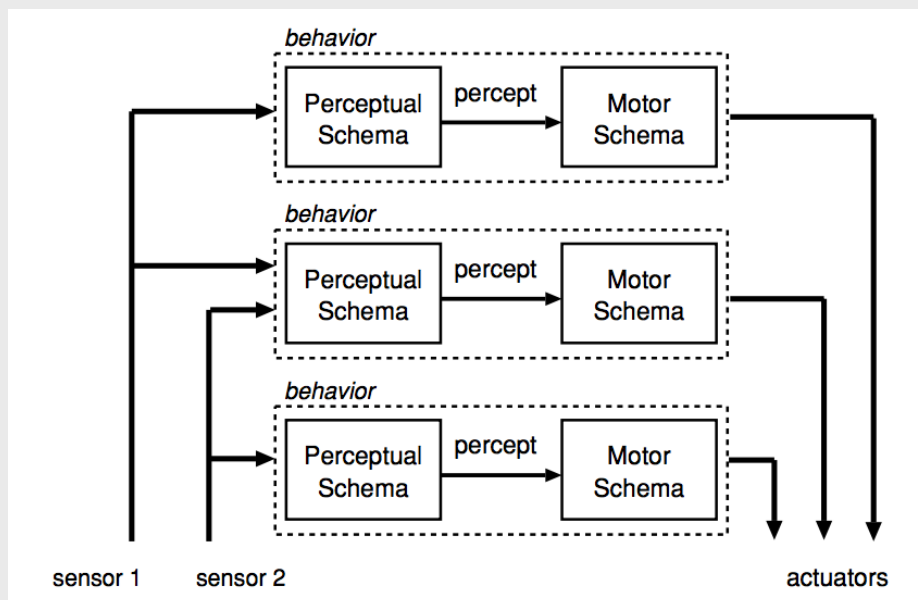 behavior
Perceptual
Schema
percept
Motor
Schema
behavior
Perceptual
Schema
percept
Motor
Schema
behavior
Perceptual
Schema
percept
Motor
Schema
sensor 1
sensor 2
actuators